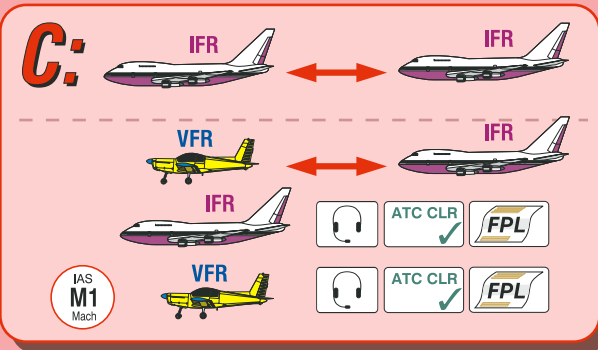 C:
IFR
IFR
VFR
IFR
IFR
ATC CLR
FPL
VFR
ATC CLR
FPL
IAS
M1
Mach